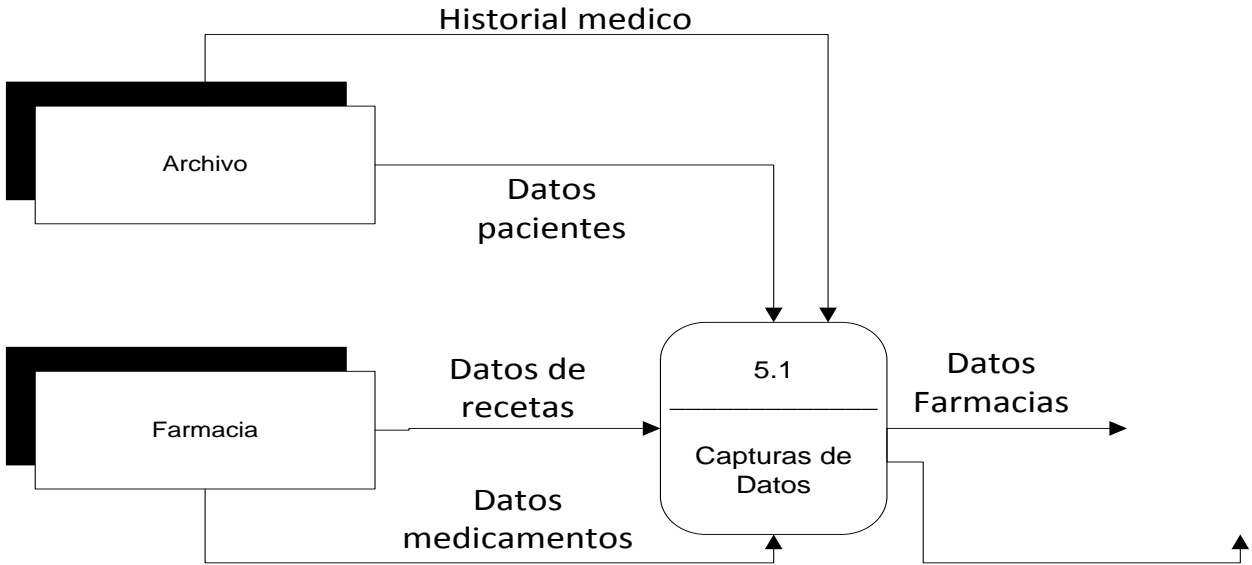 Historial medico
Archivo
Datos
pacientes
Farmacia
Datos de
recetas
5.1
Capturas de
Datos
Datos
Farmacias
Datos
medicamentos